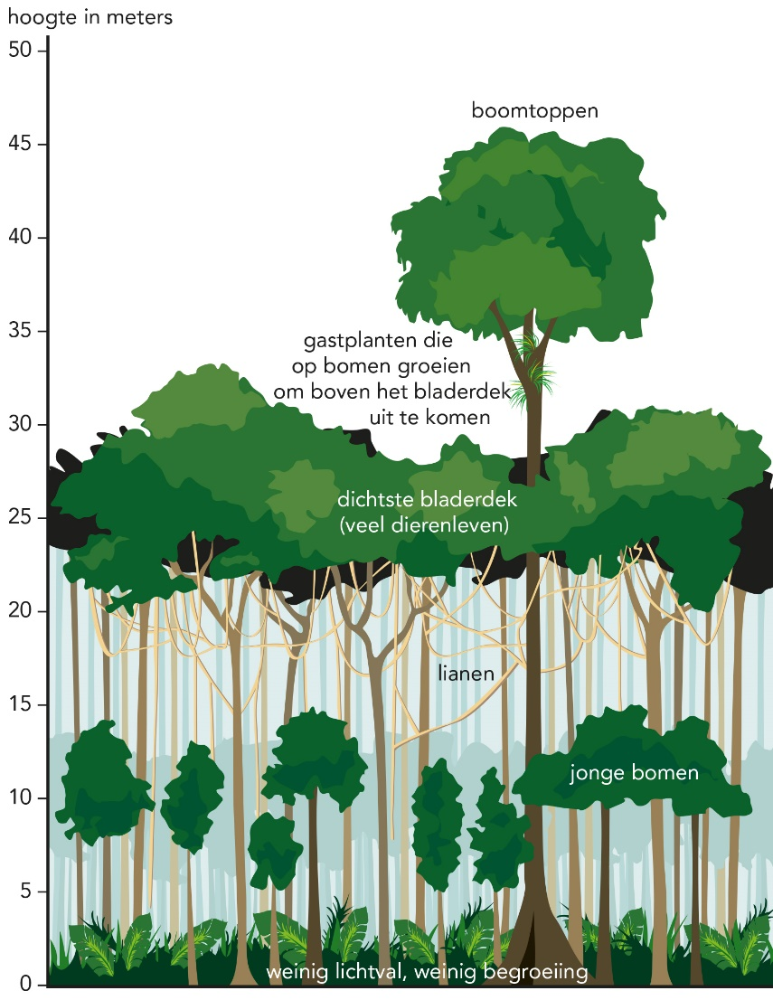 hoogte in meters
50
boomtoppen
45
40
35
gastplanten die
op bomen groeien
om boven het bladerdek
uit te komen
30
dichtste bladerdek
(veel dierenleven)
25
20
lianen
15
jonge bomen
10
5
weinig lichtval, weinig begroeiing
0